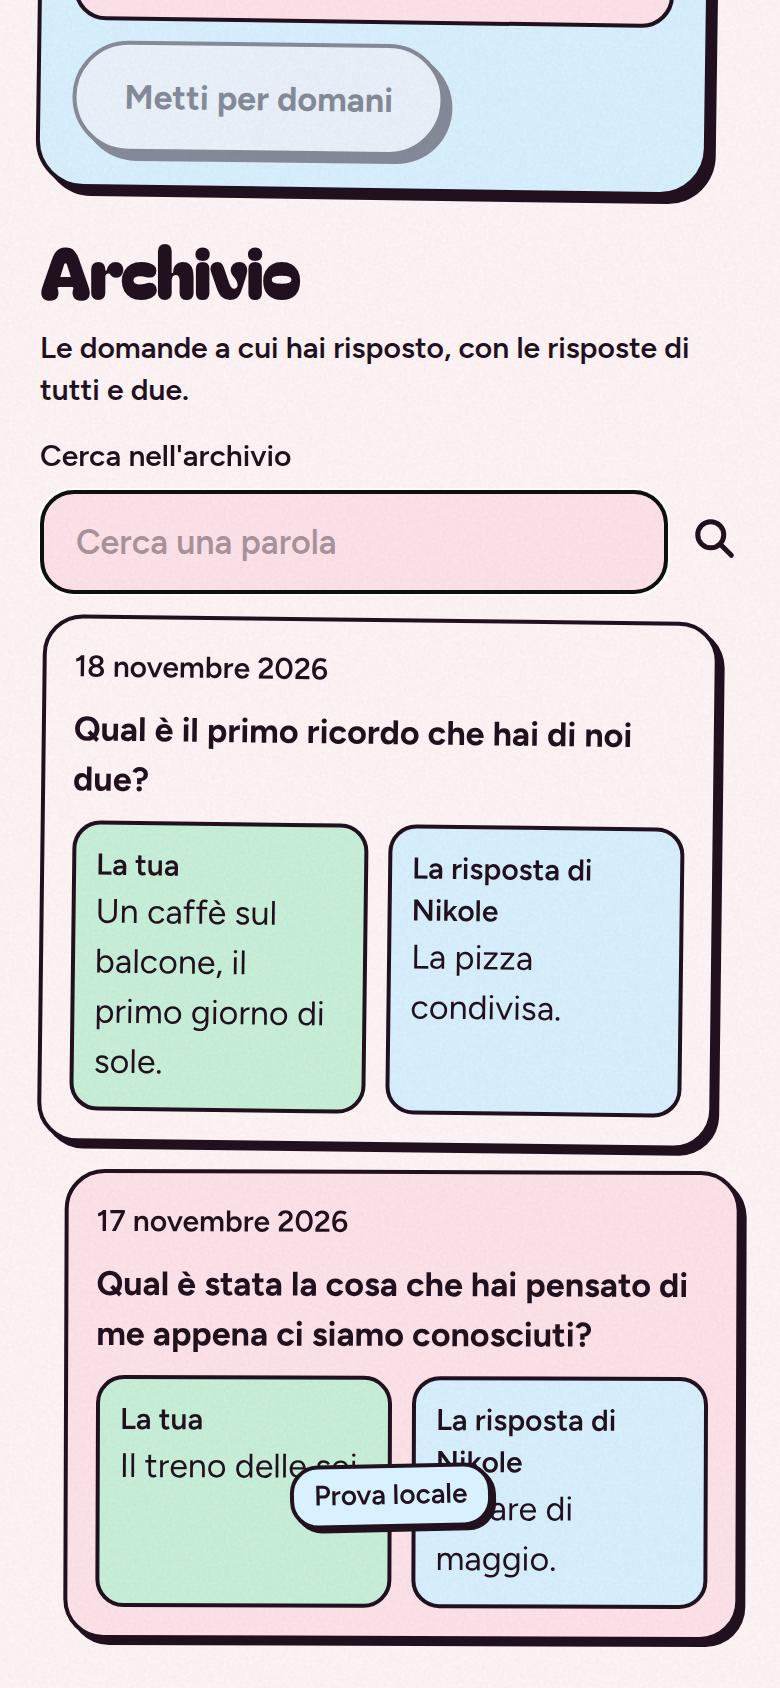 Metti per domani
Archivio
Le domande a cui hai risposto, con le risposte di
tutti e due.
Cerca nell'archivio
Cerca una parola
18 novembre 2026
Qual è il primo ricordo che hai di noi
due?
La tua
Un caffè sul
balcone, il
primo giorno di
sole.
La risposta di
Nikole
La pizza
condivisa.
17 novembre 2026
Qual è stata la cosa che hai pensato di
me appena ci siamo conosciuti?
La tua
Il treno delle sei.
La risposta di
Nikole
di
maggio.
Prova locale